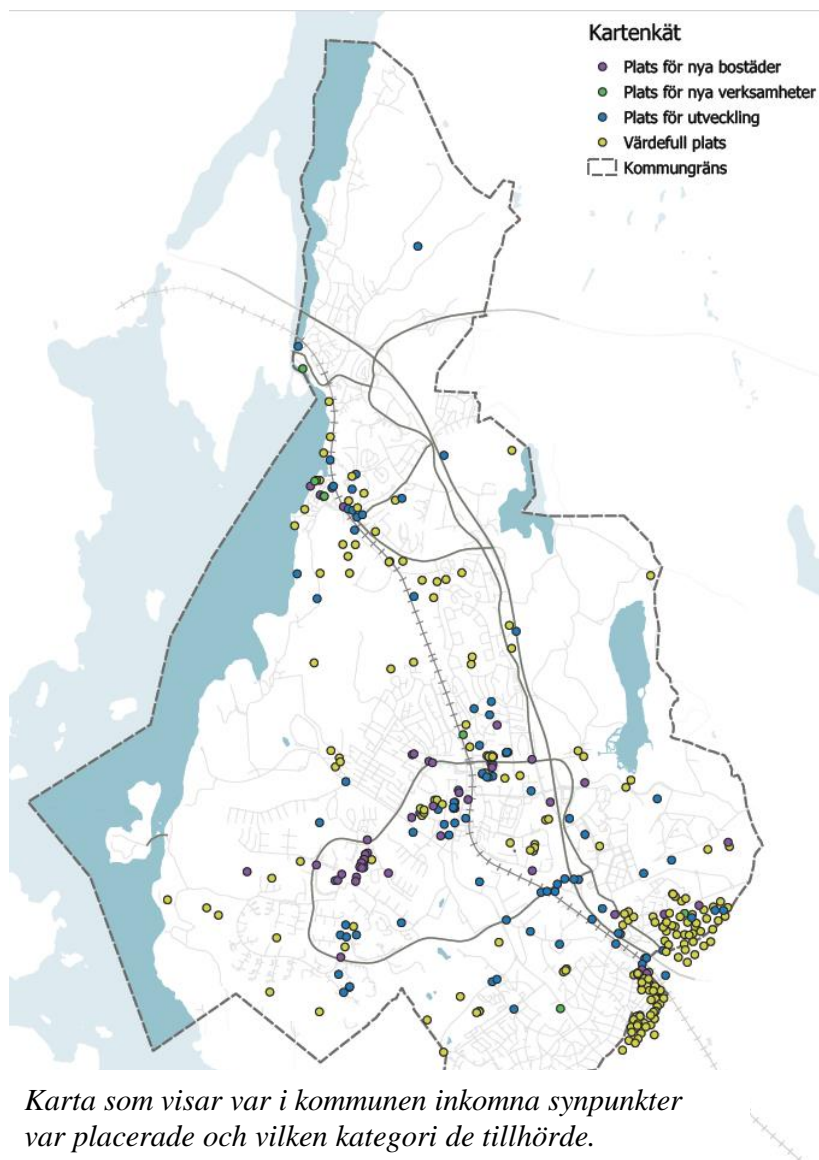 Kartenkät
Plats för nya bostäder
Plats för nya verksamheter
Plats för utveckling
Värdefull plats
Kommungräns
Karta som visar var i kommunen inkomna synpunkter
var placerade och vilken kategori de tillhörde.